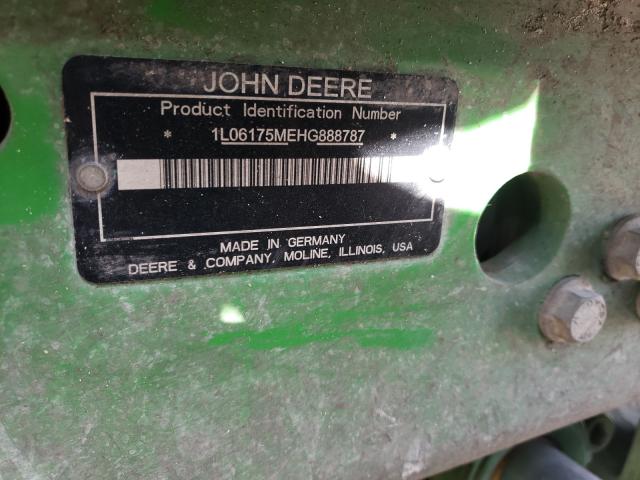 JOHN DEERE
Product Identification Number
* 1L06175MEHG888787 *
MADE IN GERMANY
DEERE & COMPANY, MOLINE, ILLINOIS, USA